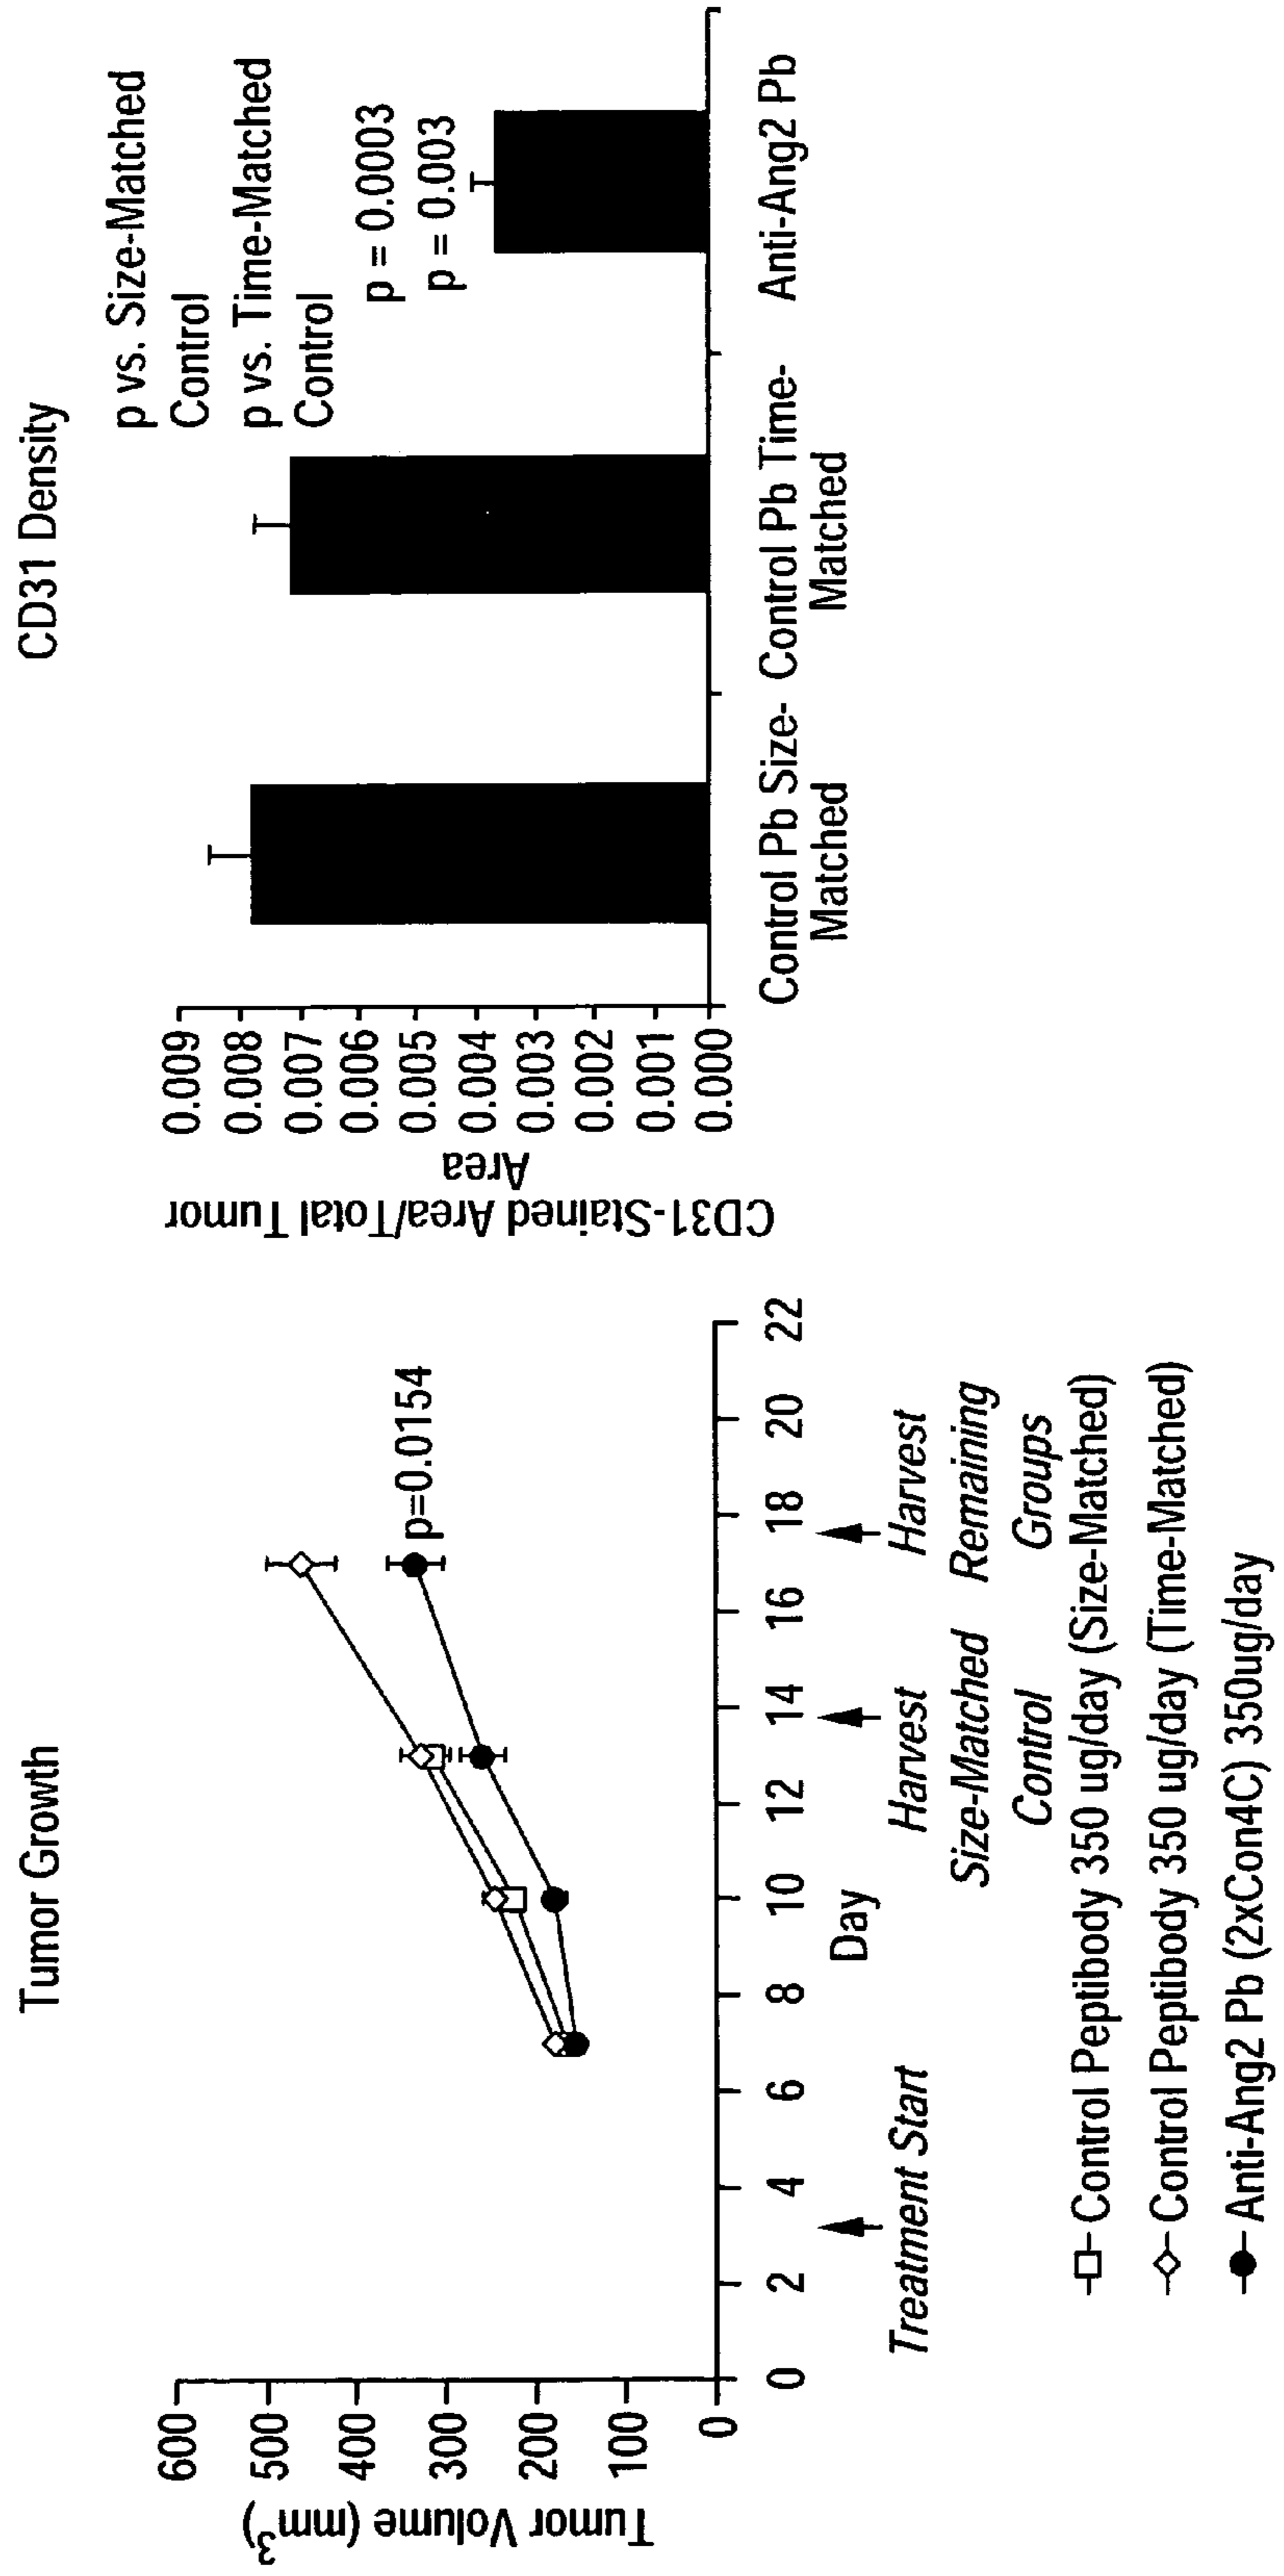 Tumor Growth
Tumor Volume (mm3)
600
500
400
300
200
100
0
p=0.0154
0 2 4 6 8 10 12 14 16 18 20 22
Day
Treatment Start
Harvest
Size-Matched
Control
Harvest
Remaining
Groups
Control Peptibody 350 ug/day (Size-Matched)
Control Peptibody 350 ug/day (Time-Matched)
Anti-Ang2 Pb (2xCon4C) 350ug/day
CD31 Density
CD31-Stained Area/Total Tumor
Area
0.009
0.008
0.007
0.006
0.005
0.004
0.003
0.002
0.001
0.000
p vs. Size-Matched
Control
p vs. Time-Matched
Control
p = 0.0003
p = 0.003
Control Pb Size-
Matched
Control Pb Time-
Matched
Anti-Ang2 Pb